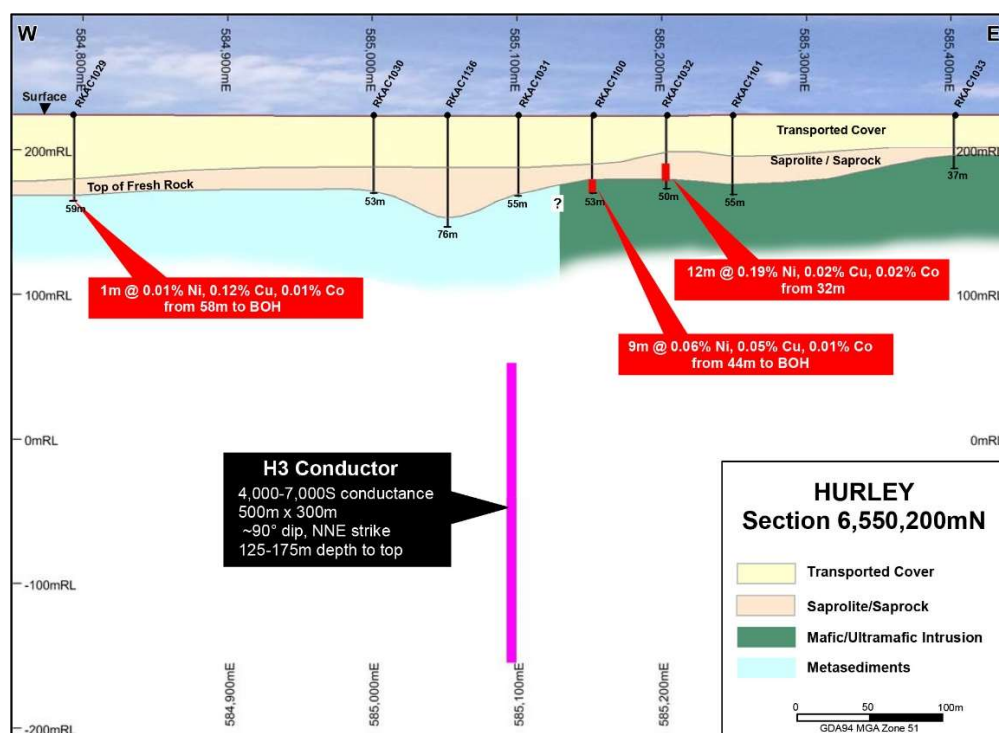 W
E
584,800mE
584,900mE
585,000mE
585,100mE
585,200mE
585,300mE
585,400mE
RKAC1029
RKAC1030
RKAC1136
RKAC1031
RKAC1100
RKAC1032
RKAC1101
RKAC1033
Surface
Transported Cover
200mRL
200mRL
Saprolite / Saprock
Top of Fresh Rock
59m
53m
76m
55m
?
53m
50m
55m
37m
1m @ 0.01% Ni, 0.12% Cu, 0.01% Co
from 58m to BOH
12m @ 0.19% Ni, 0.02% Cu, 0.02% Co
from 32m
9m @ 0.06% Ni, 0.05% Cu, 0.01% Co
from 44m to BOH
100mRL
100mRL
0mRL
0mRL
H3 Conductor
4,000-7,000S conductance
500m x 300m
~90° dip, NNE strike
125-175m depth to top
-100mRL
-200mRL
584,900mE
585,000mE
585,100mE
585,200mE
HURLEY
Section 6,550,200mN
Transported Cover
Saprolite/Saprock
Mafic/Ultramafic Intrusion
Metasediments
0 50 100m
GDA94 MGA Zone 51